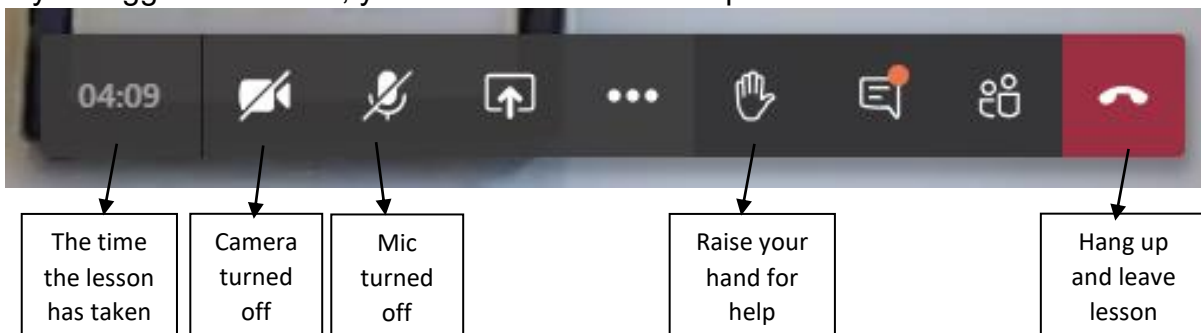 04:09
The time
the lesson
has taken
Camera
turned
off
Mic
turned
off
Raise your
hand for
help
Hang up
and leave
lesson